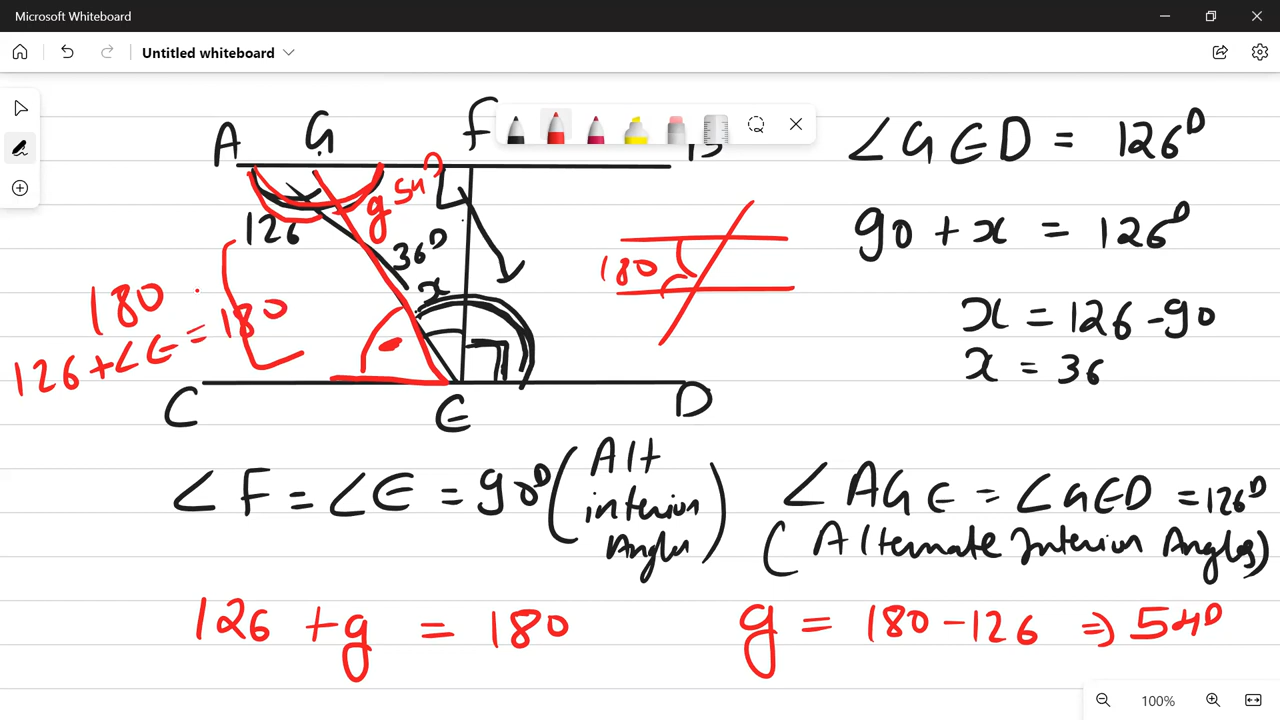 Microsoft Whiteboard
Untitled whiteboard
A G F
126
g 54°
36°
x
180
126 + ∠E = 180
C E D
180
∠GED = 126°
90 + x = 126°
x = 126 - 90
x = 36
∠F = ∠E = 90° (Alt interior Angles)
∠AGE = ∠GED = 126°
(Alternate Interior Angles)
126 + g = 180
g = 180 - 126 ⇒ 54°
100%